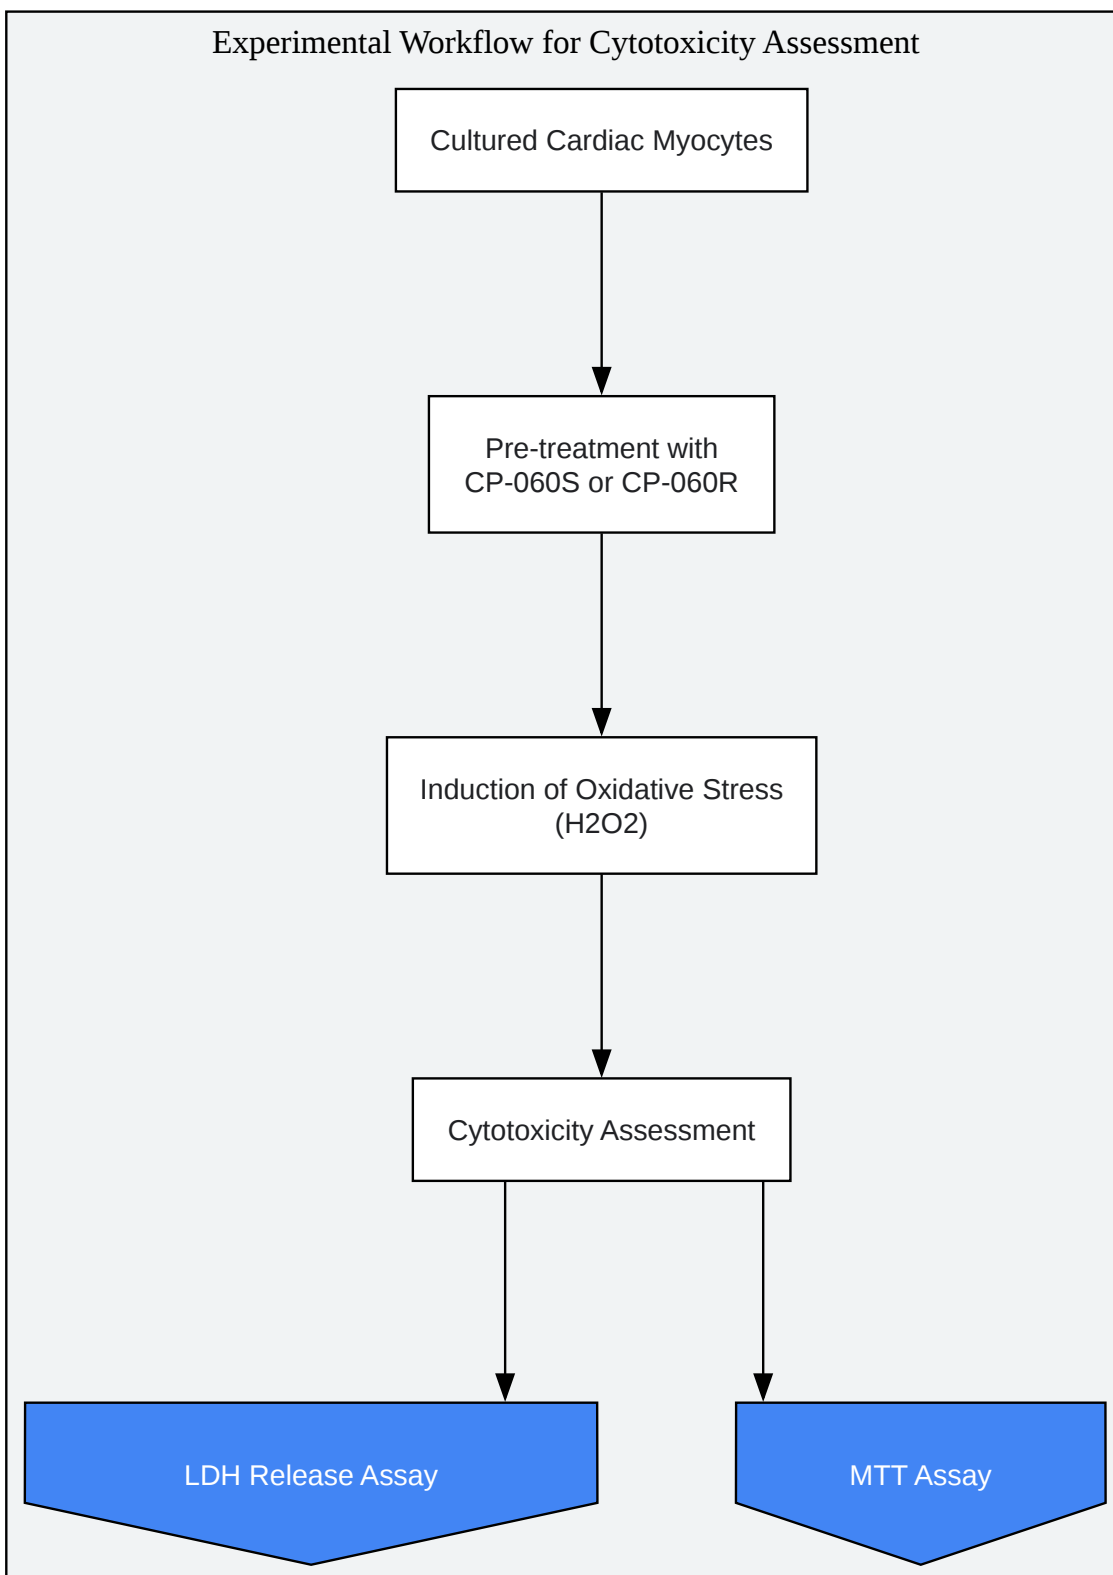 Experimental Workflow for Cytotoxicity Assessment
Cultured Cardiac Myocytes
Pre-treatment with
CP-060S or CP-060R
Induction of Oxidative Stress
(H2O2)
Cytotoxicity Assessment
LDH Release Assay
MTT Assay